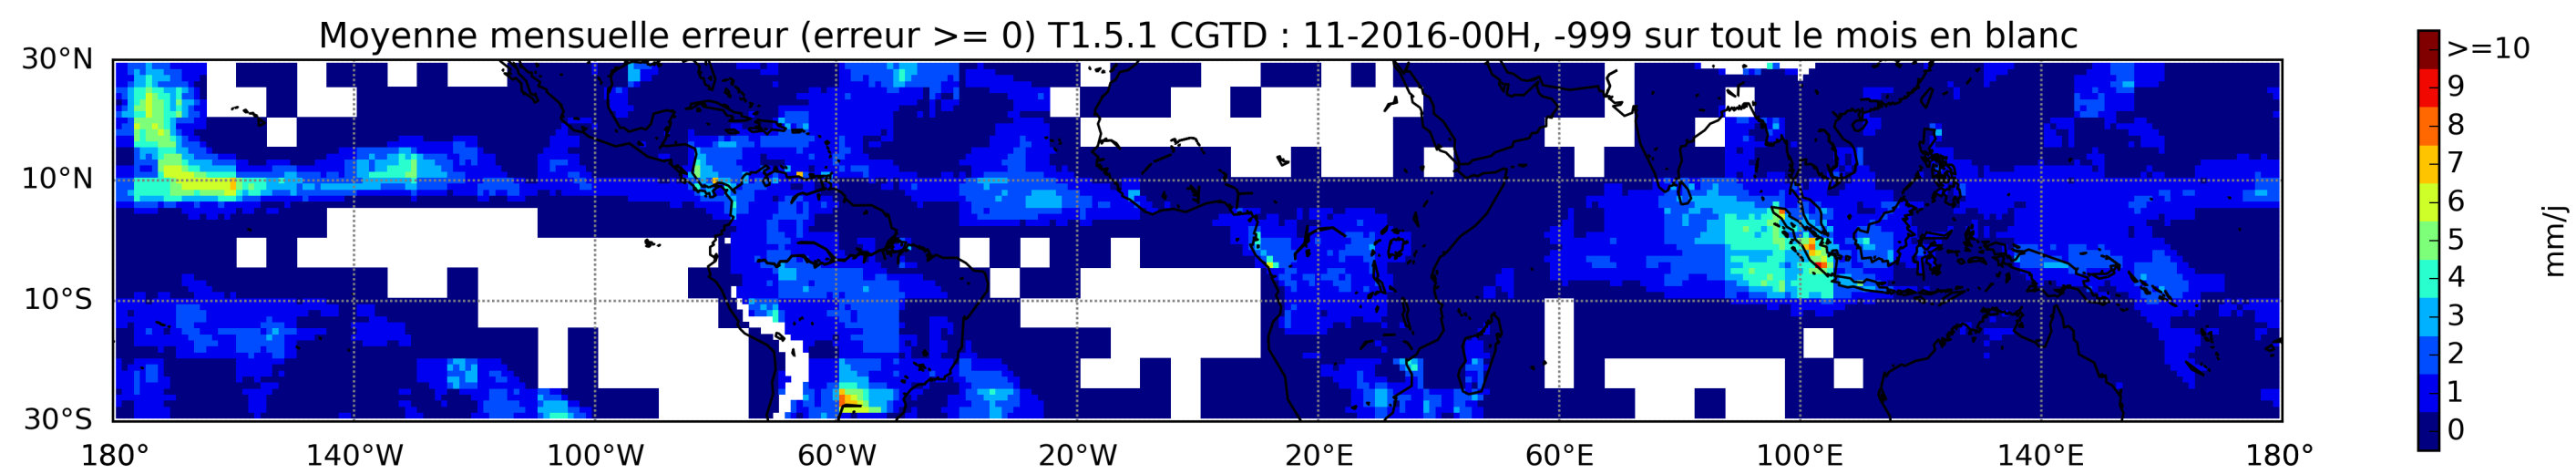 Moyenne mensuelle erreur (erreur >= 0) T1.5.1 CGTD : 11-2016-00H, -999 sur tout le mois en blanc
30°N
10°N
10°S
30°S
180° 140°W 100°W 60°W 20°W 20°E 60°E 100°E 140°E 180°
>=10
9
8
7
6
5
4
3
2
1
0
mm/j